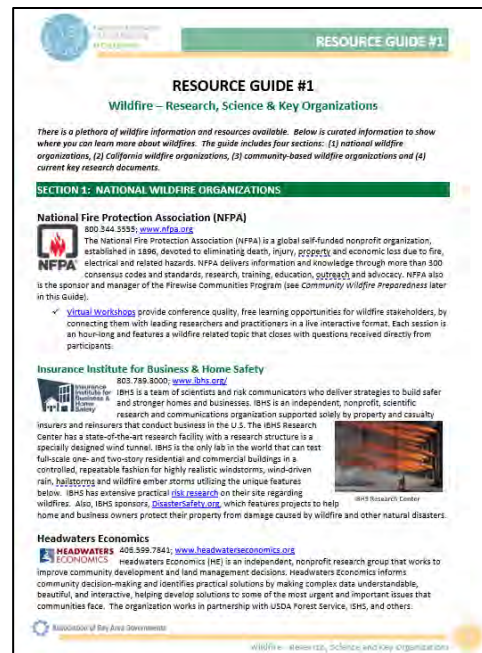 RESOURCE GUIDE #1
RESOURCE GUIDE #1
Wildfire – Research, Science & Key Organizations
There is a plethora of wildfire information and resources available. Below is curated information to show
where you can learn more about wildfires. The guide includes four sections: (1) national wildfire
organizations, (2) California wildfire organizations, (3) community-based wildfire organizations and (4)
current key research documents.
SECTION 1: NATIONAL WILDFIRE ORGANIZATIONS
National Fire Protection Association (NFPA)
800.344.3555; www.nfpa.org
The National Fire Protection Association (NFPA) is a global self-funded nonprofit organization,
established in 1896, devoted to eliminating death, injury, property and economic loss due to fire,
electrical and related hazards. NFPA delivers information and knowledge through more than 300
consensus codes and standards, research, training, education, outreach and advocacy. NFPA also
is the sponsor and manager of the Firewise Communities Program (see Community Wildfire Preparedness later
in this Guide).
NFPA
✓ Virtual Workshops provide conference quality, free learning opportunities for wildfire stakeholders, by
connecting them with leading researchers and practitioners in a live interactive format. Each session is
an hour-long and features a wildfire related topic that closes with questions received directly from
participants.
Insurance Institute for Business & Home Safety
Insurance
Institute for
Business &
Home
Safety
803.789.8000; www.ibhs.org/
IBHS is a team of scientists and risk communicators who deliver strategies to build safer
and stronger homes and businesses. IBHS is an independent, nonprofit, scientific
research and communications organization supported solely by property and casualty
insurers and reinsurers that conduct business in the U.S. The IBHS Research
Center has a state-of-the-art research facility with a research structure is a
specially designed wind tunnel. IBHS is the only lab in the world that can test
full-scale one- and two-story residential and commercial buildings in a
controlled, repeatable fashion for highly realistic windstorms, wind-driven
rain, hailstorms and wildfire ember storms utilizing the unique features
below. IBHS has extensive practical risk research on their site regarding
wildfires. Also, IBHS sponsors, DisasterSafety.org, which features projects to help
home and business owners protect their property from damage caused by wildfire and other natural disasters.
IBHS Research Center
Headwaters Economics
HEADWATERS
ECONOMICS
406.599.7841; www.headwaterseconomics.org
Headwaters Economics (HE) is an independent, nonprofit research group that works to
improve community development and land management decisions. Headwaters Economics informs
community decision-making and identifies practical solutions by making complex data understandable,
beautiful, and interactive, helping develop solutions to some of the most urgent and important issues that
communities face. The organization works in partnership with USDA Forest Service, ISHS, and others.
Association of Bay Area Governments
Wildfire - Research, Science and Key Organizations